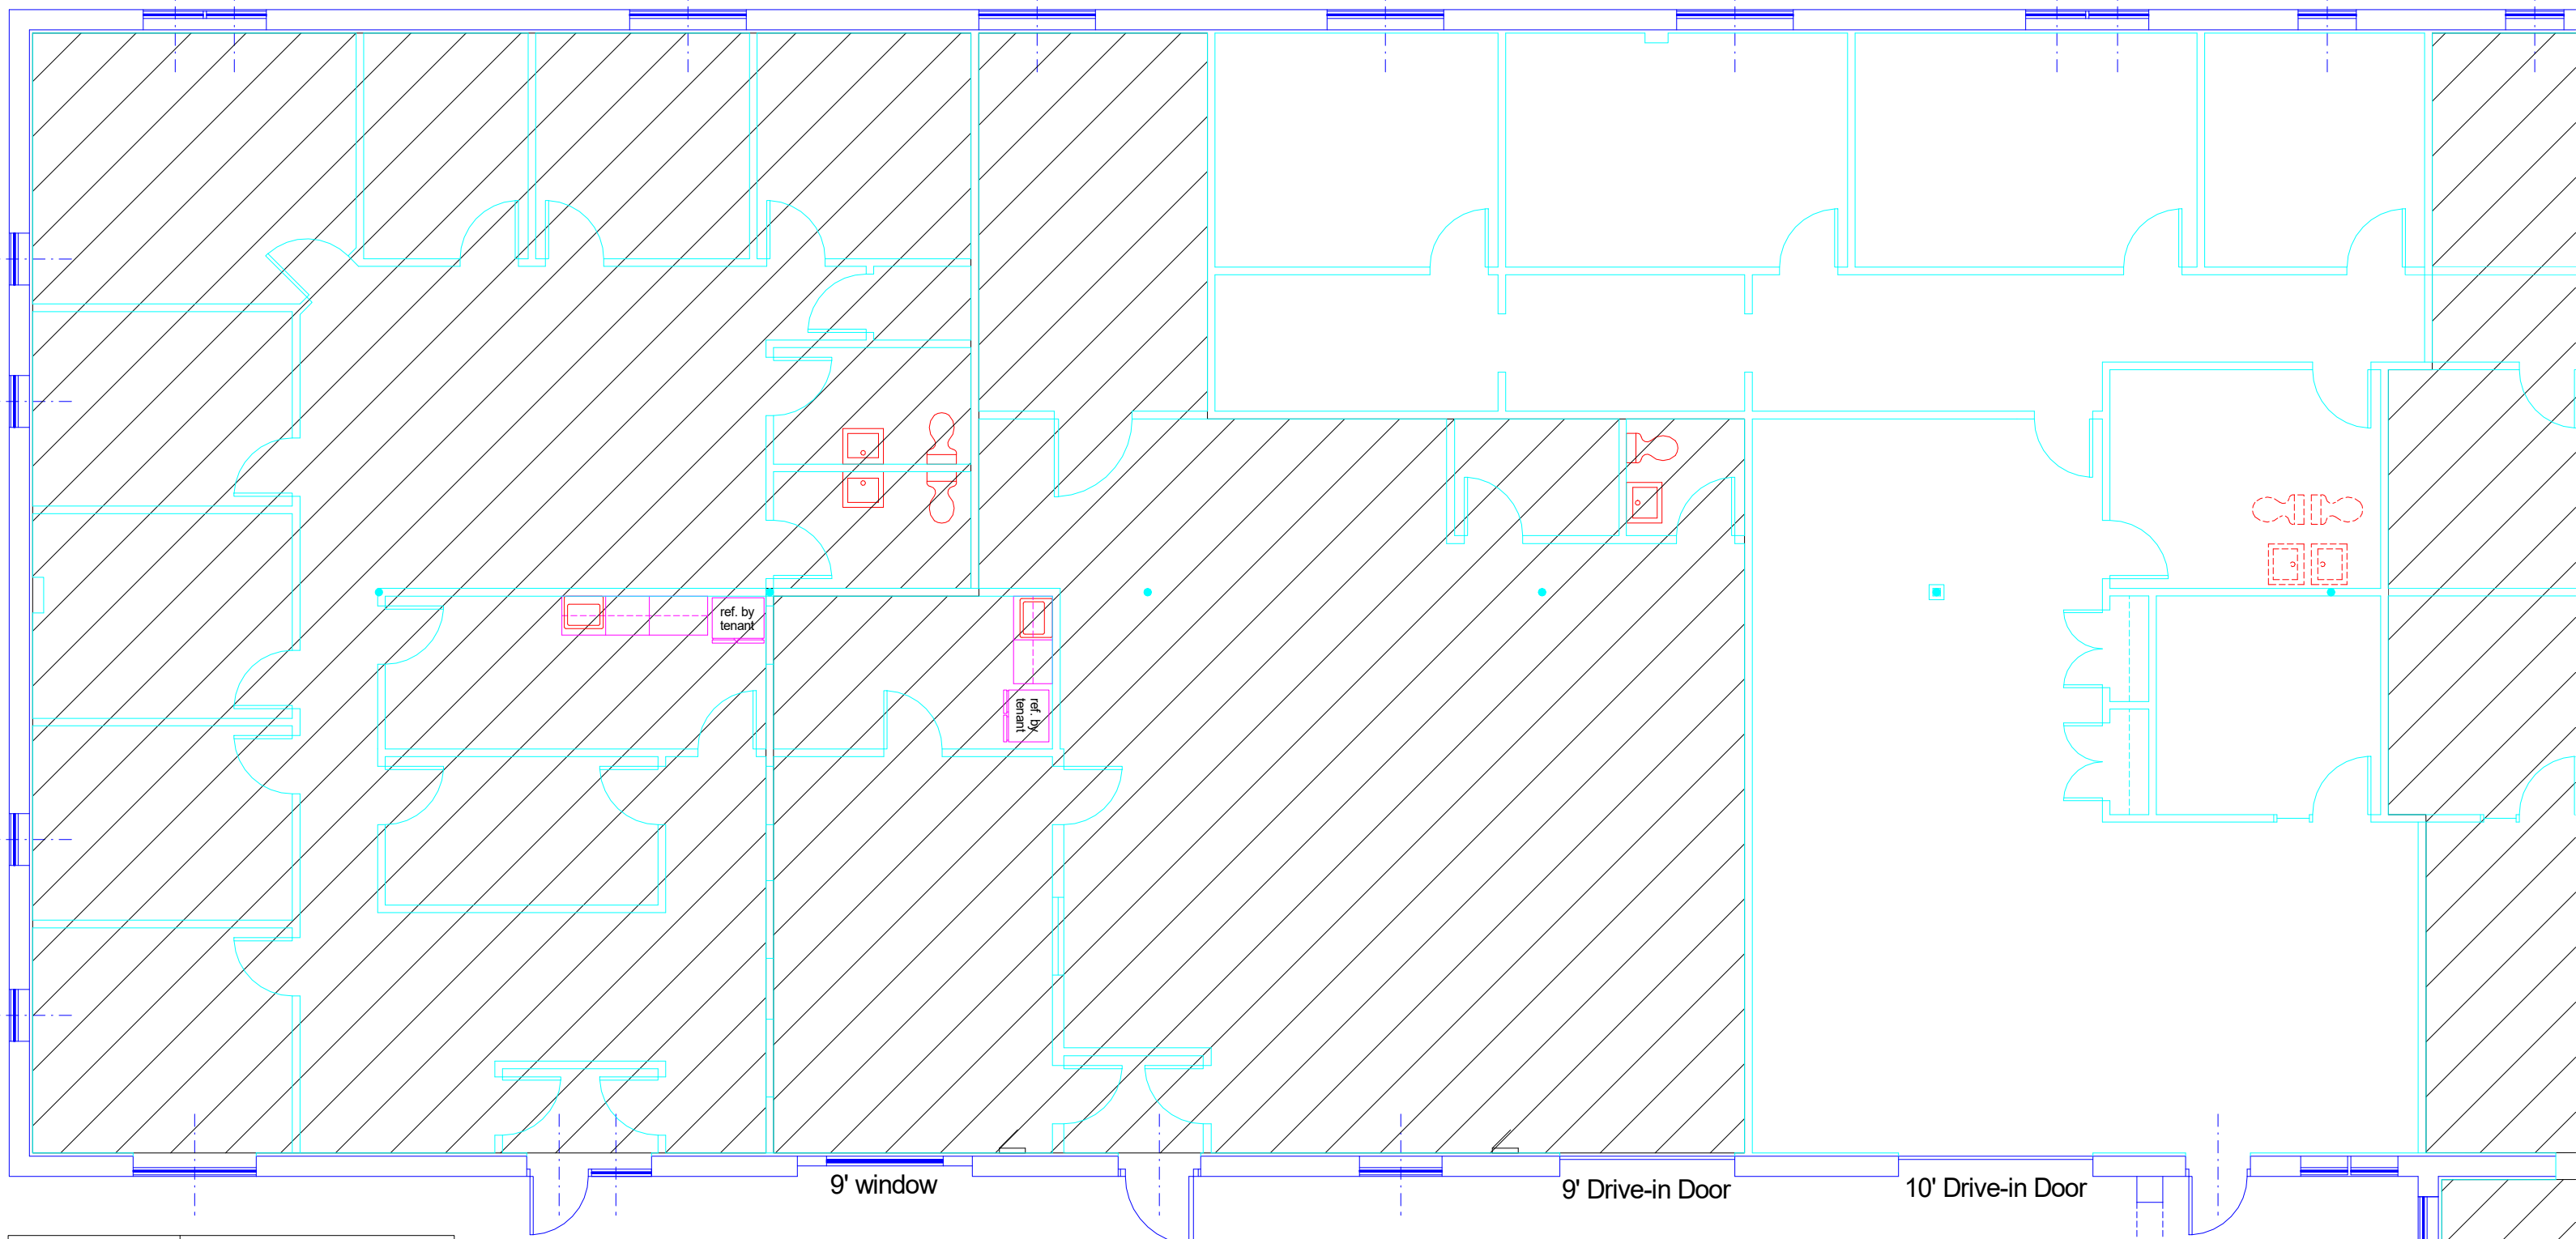 ref. by
tenant
ref. by
tenant
9' window
9' Drive-in Door
10' Drive-in Door